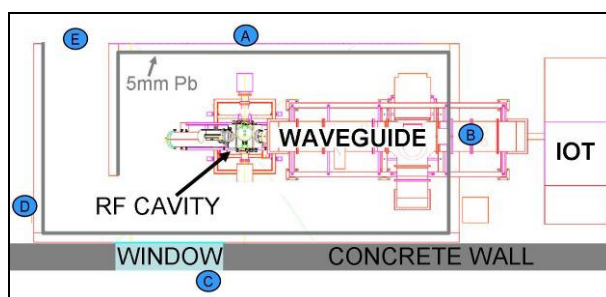 E
A
5mm Pb
WAVEGUIDE
B
IOT
RF CAVITY
D
WINDOW
CONCRETE WALL
C